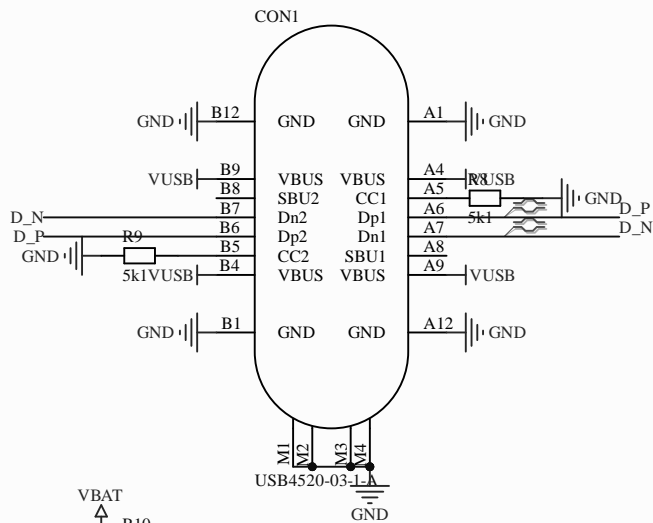 CON1
GND B12 GND GND A1 GND
VUSB B9 VBUS VBUS A4 VUSB
B8 SBU2 CC1 A5 R8 GND
D_N B7 Dn2 Dp1 A6 5k1 D_P
D_P R9 B6 Dp2 Dn1 A7 D_N
GND B5 CC2 SBU1 A8
5k1 VUSB B4 VBUS VBUS A9 VUSB
GND B1 GND GND A12 GND
M1 M2 M3 M4
USB4520-03-1-A
VBAT GND
R10